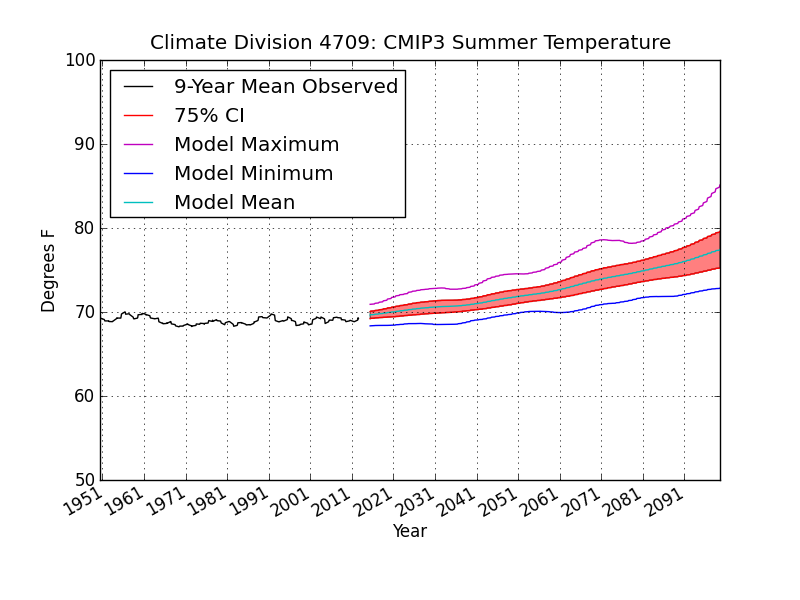 Climate Division 4709: CMIP3 Summer Temperature
100
90
80
70
60
50
Degrees F
9-Year Mean Observed
75% CI
Model Maximum
Model Minimum
Model Mean
1951 1961 1971 1981 1991 2001 2011 2021 2031 2041 2051 2061 2071 2081 2091
Year